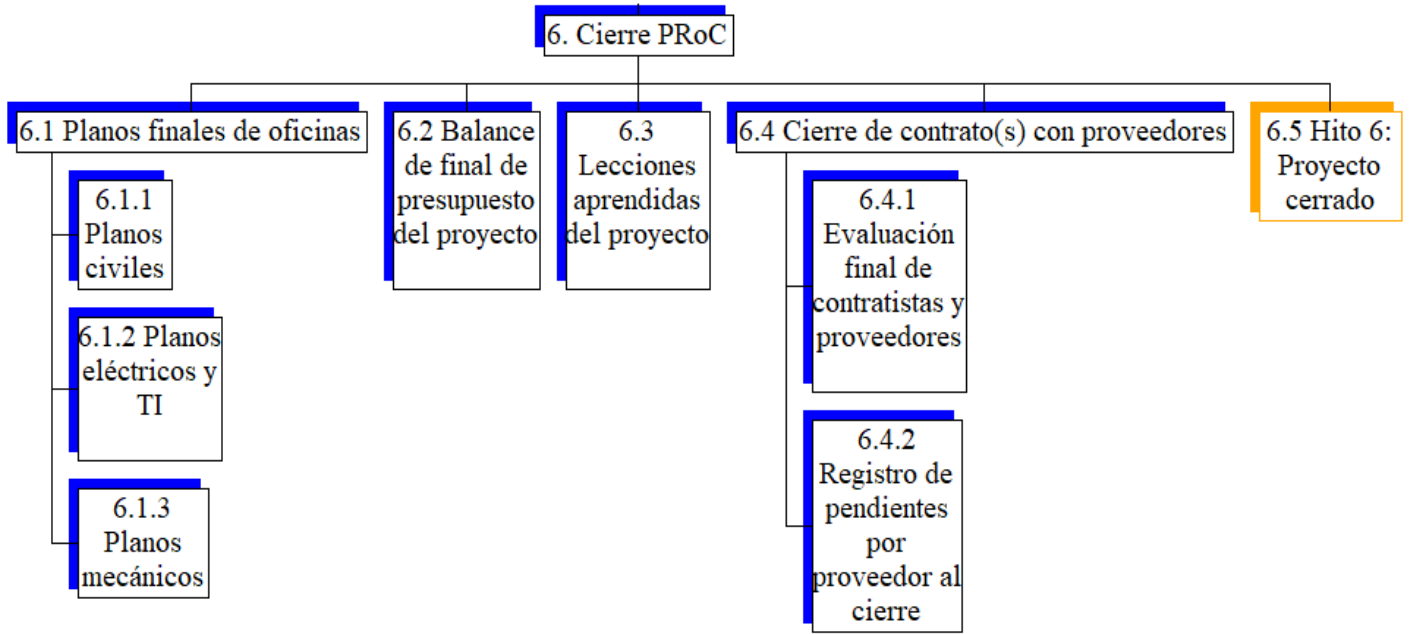 6. Cierre PRoC
6.1 Planos finales de oficinas
6.1.1
Planos
civiles
6.1.2 Planos
eléctricos y
TI
6.1.3
Planos
mecánicos
6.2 Balance
de final de
presupuesto
del proyecto
6.3
Lecciones
aprendidas
del proyecto
6.4 Cierre de contrato(s) con proveedores
6.4.1
Evaluación
final de
contratistas y
proveedores
6.4.2
Registro de
pendientes
por
proveedor al
cierre
6.5 Hito 6:
Proyecto
cerrado